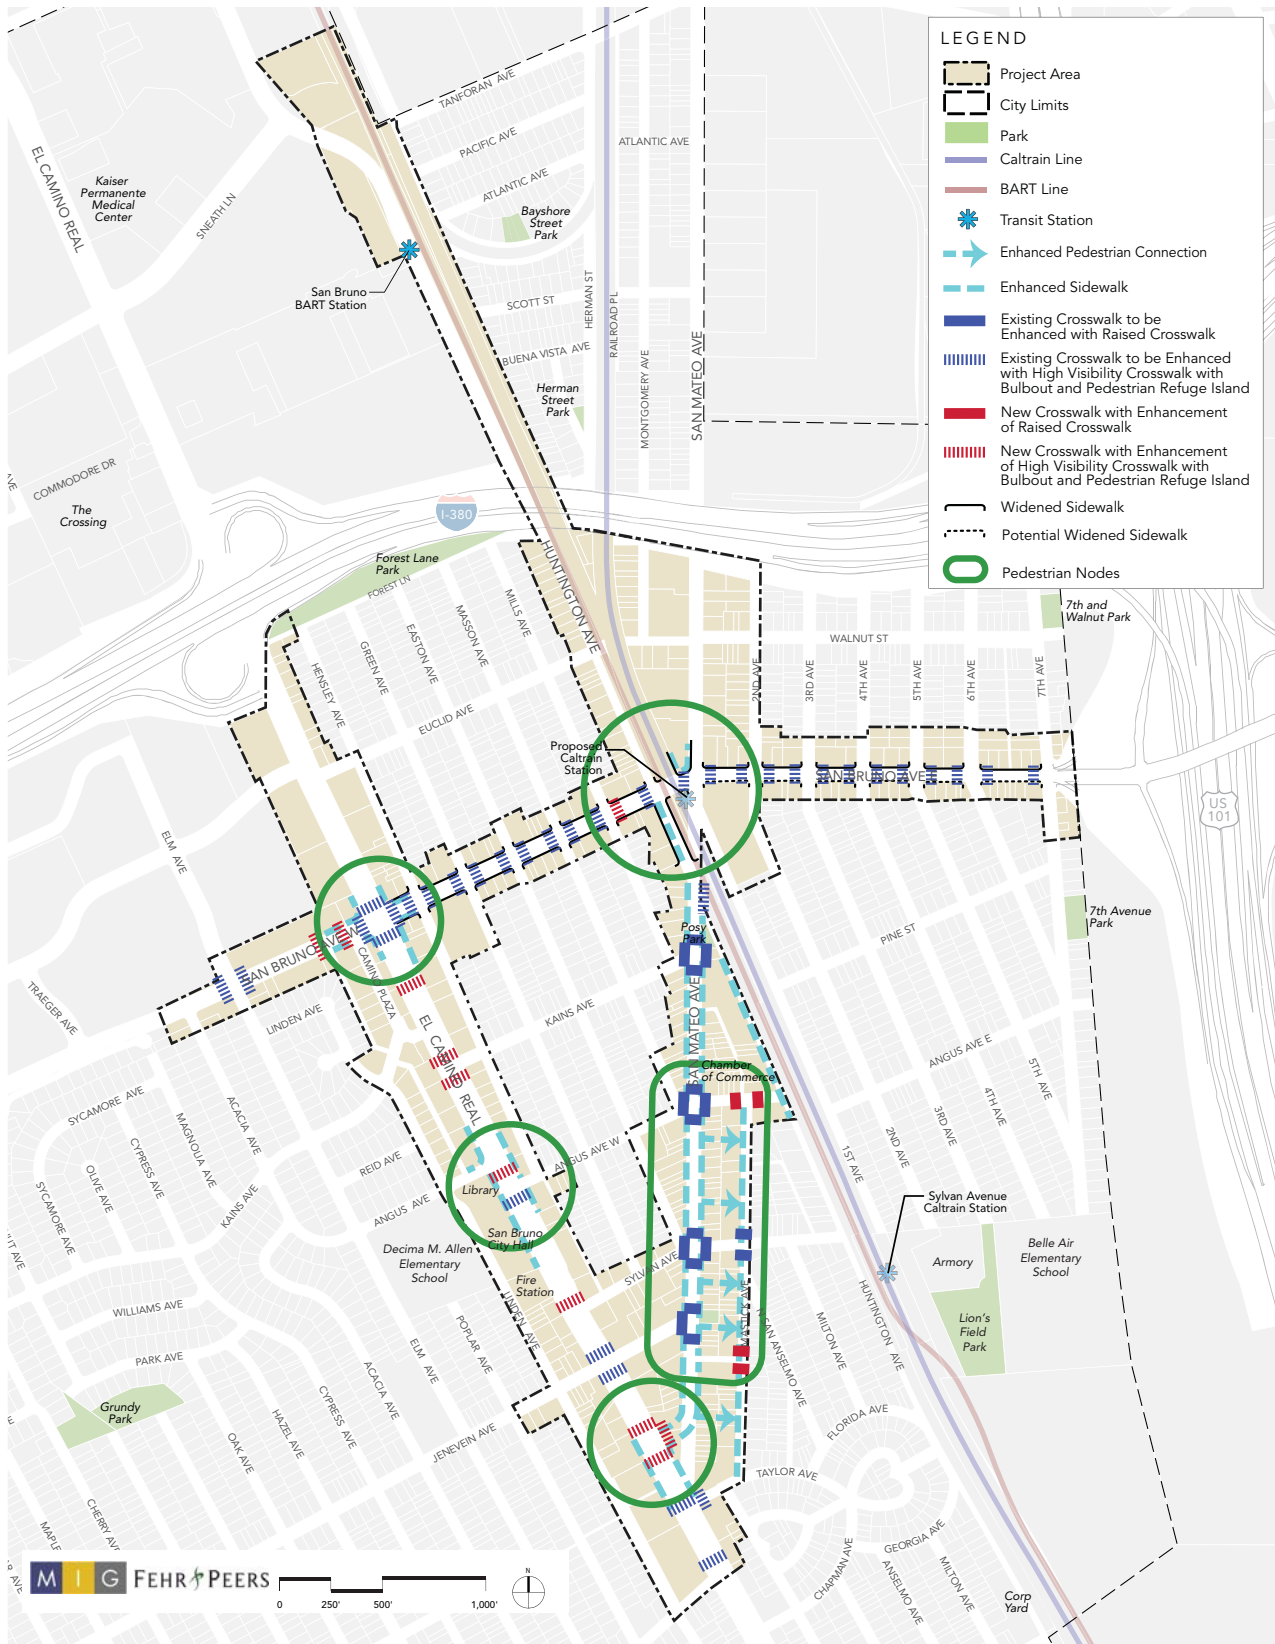 LEGEND
Project Area
City Limits
Park
Caltrain Line
BART Line
Transit Station
Enhanced Pedestrian Connection
Enhanced Sidewalk
Existing Crosswalk to be
Enhanced with Raised Crosswalk
Existing Crosswalk to be Enhanced
with High Visibility Crosswalk with
Bulbout and Pedestrian Refuge Island
New Crosswalk with Enhancement
of Raised Crosswalk
New Crosswalk with Enhancement
of High Visibility Crosswalk with
Bulbout and Pedestrian Refuge Island
Widened Sidewalk
Potential Widened Sidewalk
Pedestrian Nodes
TANFORAN AVE
PACIFIC AVE
ATLANTIC AVE
ATLANTIC AVE
EL CAMINO REAL
Kaiser
Permanente
Medical
Center
SNEATH LN
Bayshore
Street
Park
San Bruno
BART Station
SCOTT ST
HERMAN ST
RAILROAD PL
BUENA VISTA AVE
MONTGOMERY AVE
SAN MATEO AVE
Herman
Street
Park
COMMODORE DR
The
Crossing
I-380
Forest Lane
Park
FOREST LN
HUNTINGTON AVE
MILLS AVE
MASSON AVE
EASTON AVE
GREEN AVE
HENSLEY AVE
EUCLID AVE
7th and
Walnut Park
WALNUT ST
2ND AVE
3RD AVE
4TH AVE
5TH AVE
6TH AVE
7TH AVE
Proposed
Caltrain
Station
SAN BRUNO AVE E
US
101
ELM AVE
7th Avenue
Park
PINE ST
Posy
Park
SAN BRUNO AVE W
CAMINO PLAZA
TRAEGER AVE
LINDEN AVE
KAINS AVE
SAN MATEO AVE
EL CAMINO REAL
ANGUS AVE E
Chamber
of Commerce
5TH AVE
4TH AVE
3RD AVE
2ND AVE
1ST AVE
SYCAMORE AVE
ACACIA AVE
MAGNOLIA AVE
CYPRESS AVE
OLIVE AVE
SYCAMORE AVE
REID AVE
ANGUS AVE W
KAINS AVE
ANGUS AVE
Library
San Bruno
City Hall
Decima M. Allen
Elementary
School
Fire
Station
SYLVAN AVE
Sylvan Avenue
Caltrain Station
Armory
Belle Air
Elementary
School
Lion's
Field
Park
WILLIAMS AVE
PARK AVE
LINDEN AVE
POPLAR AVE
ELM AVE
ACACIA AVE
CYPRESS AVE
HAZEL AVE
OAK AVE
MASTICK AVE
N SAN ANSELMO AVE
MILTON AVE
HUNTINGTON AVE
Grundy
Park
JENEVEIN AVE
FLORIDA AVE
TAYLOR AVE
CHERRY AVE
MAPLE
GEORGIA AVE
CHAPMAN AVE
ANSELMO AVE
MILTON AVE
Corp
Yard
M I G FEHR & PEERS
0 250' 500' 1,000'
N